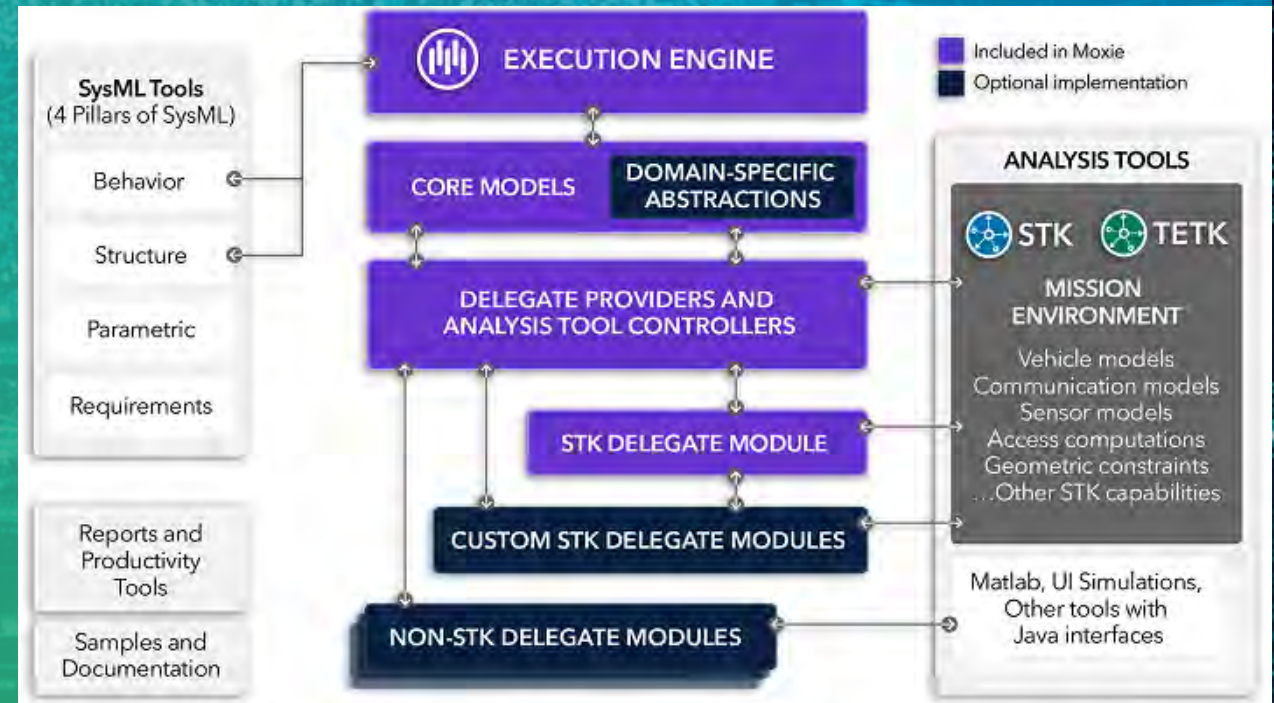 SysML Tools
(4 Pillars of SysML)
Behavior
Structure
Parametric
Requirements
Reports and
Productivity
Tools
Samples and
Documentation
EXECUTION ENGINE
CORE MODELS
DOMAIN-SPECIFIC
ABSTRACTIONS
DELEGATE PROVIDERS AND
ANALYSIS TOOL CONTROLLERS
STK DELEGATE MODULE
CUSTOM STK DELEGATE MODULES
NON-STK DELEGATE MODULES
Included in Moxie
Optional implementation
ANALYSIS TOOLS
STK
TETK
MISSION
ENVIRONMENT
Vehicle models
Communication models
Sensor models
Access computations
Geometric constraints
...Other STK capabilities
Matlab, UI Simulations,
Other tools with
Java interfaces